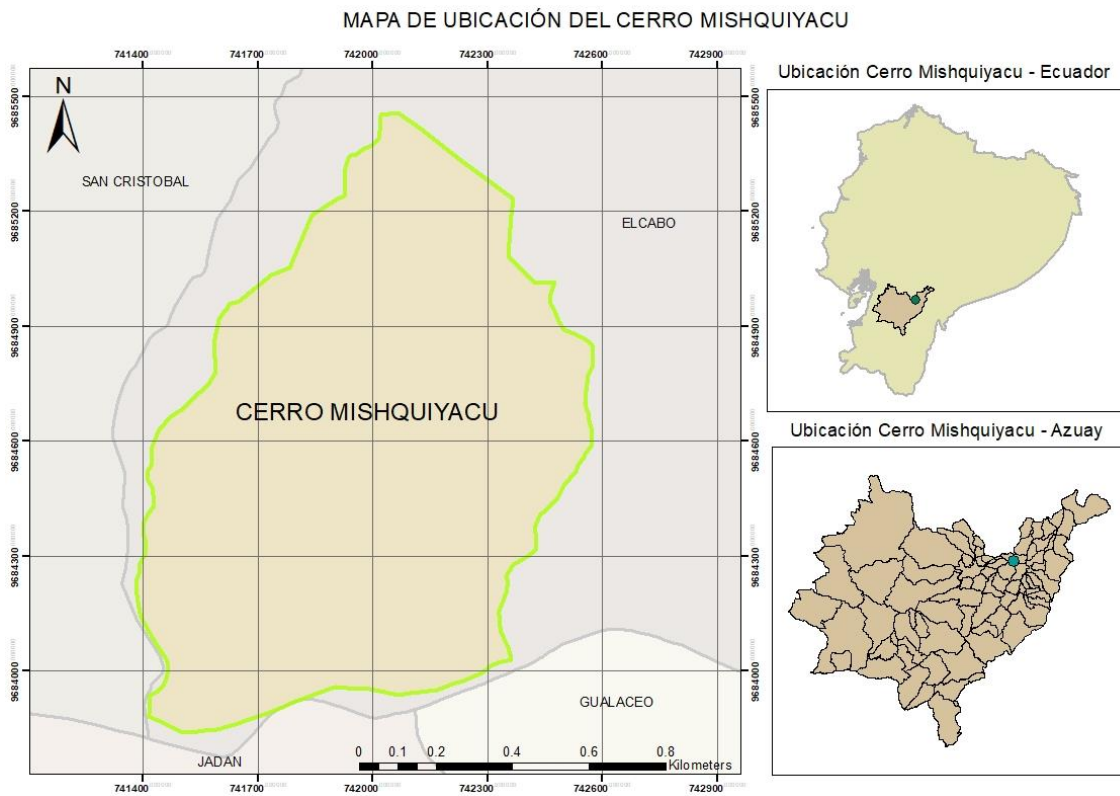 MAPA DE UBICACIÓN DEL CERRO MISHQUIYACU
741400 741700 742000 742300 742600 742900
N
9685500
9685200
9684900
9684600
9684300
9684000
SAN CRISTOBAL
ELCABO
CERRO MISHQUIYACU
GUALACEO
JADAN
0 0.1 0.2 0.4 0.6 0.8
Kilometers
9685500
9685200
9684900
9684600
9684300
9684000
741400 741700 742000 742300 742600 742900
Ubicación Cerro Mishquiyacu - Ecuador
Ubicación Cerro Mishquiyacu - Azuay